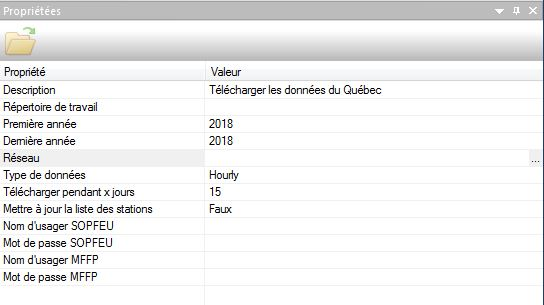 Propriétées
Propriété Valeur
Description Télécharger les données du Québec
Répertoire de travail
Première année 2018
Dernière année 2018
Réseau ...
Type de données Hourly
Télécharger pendant x jours 15
Mettre à jour la liste des stations Faux
Nom d'usager SOPFEU
Mot de passe SOPFEU
Nom d'usager MFFP
Mot de passe MFFP